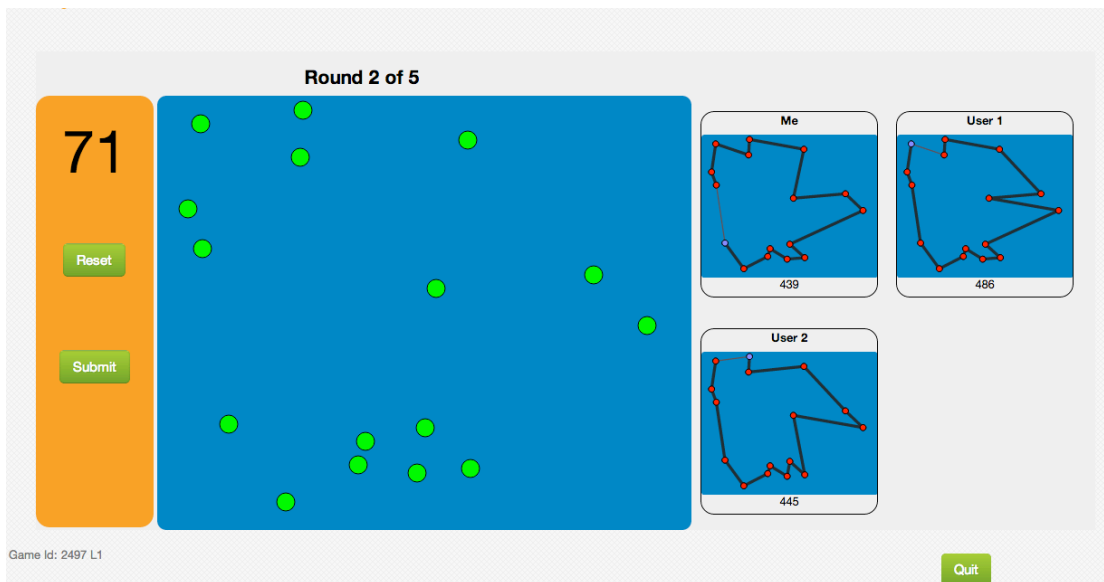 Round 2 of 5
71
Reset
Submit
Me
439
User 1
486
User 2
445
Game Id: 2497 L1
Quit